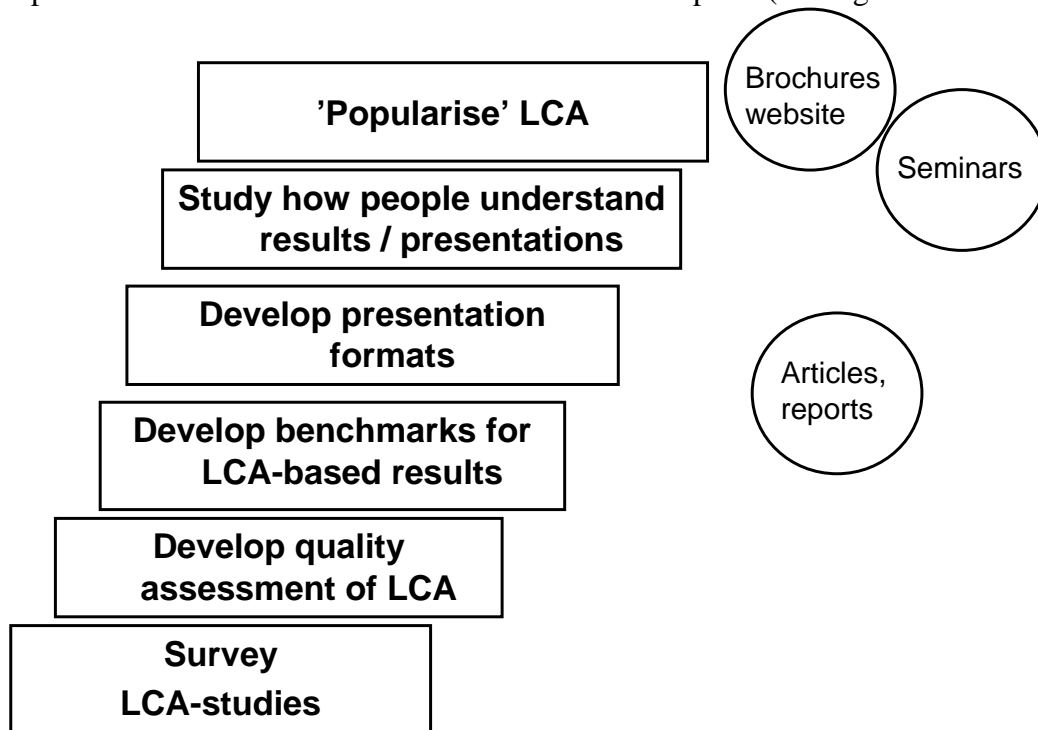 ’Popularise’ LCA
Study how people understand
results / presentations
Develop presentation
formats
Develop benchmarks for
LCA-based results
Develop quality
assessment of LCA
Survey
LCA-studies
Brochures
website
Seminars
Articles,
reports